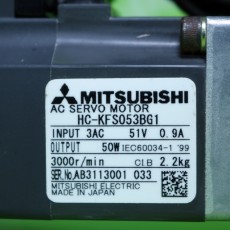 MITSUBISHI
AC SERVO MOTOR
HC-KFS053BG1
INPUT 3AC 51V 0.9A
OUTPUT 50W IEC60034-1 '99
3000r/min CI.B 2.2kg
SER.No.AB3113001 033
MITSUBISHI ELECTRIC
MADE IN JAPAN